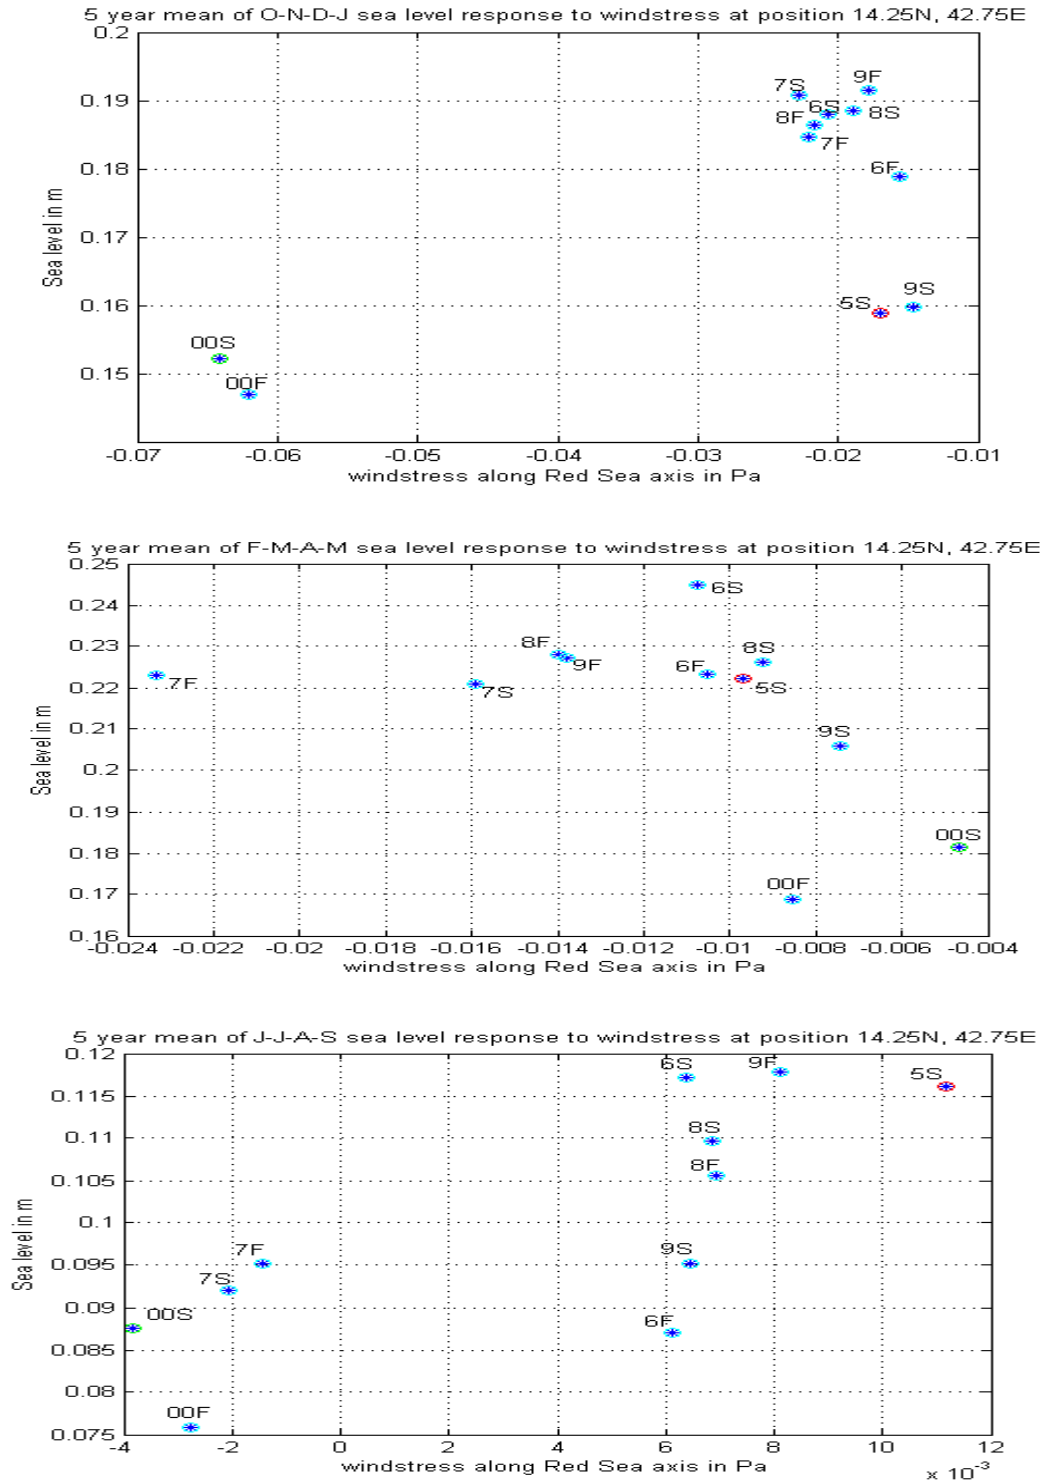 5 year mean of O-N-D-J sea level response to windstress at position 14.25N, 42.75E
0.2
0.19
0.18
0.17
0.16
0.15
Sea level in m
7S
9F
6S
8S
8F
7F
6F
9S
5S
00S
00F
-0.07 -0.06 -0.05 -0.04 -0.03 -0.02 -0.01
windstress along Red Sea axis in Pa
5 year mean of F-M-A-M sea level response to windstress at position 14.25N, 42.75E
0.25
0.24
0.23
0.22
0.21
0.2
0.19
0.18
0.17
0.16
Sea level in m
6S
8F
8S
9F
6F
7F
7S
5S
9S
00S
00F
-0.024 -0.022 -0.02 -0.018 -0.016 -0.014 -0.012 -0.01 -0.008 -0.006 -0.004
windstress along Red Sea axis in Pa
5 year mean of J-J-A-S sea level response to windstress at position 14.25N, 42.75E
0.12
0.115
0.11
0.105
0.1
0.095
0.09
0.085
0.08
0.075
Sea level in m
6S
9F
5S
8S
8F
7F
9S
7S
00S
6F
00F
-4 -2 0 2 4 6 8 10 12
windstress along Red Sea axis in Pa
x 10-3